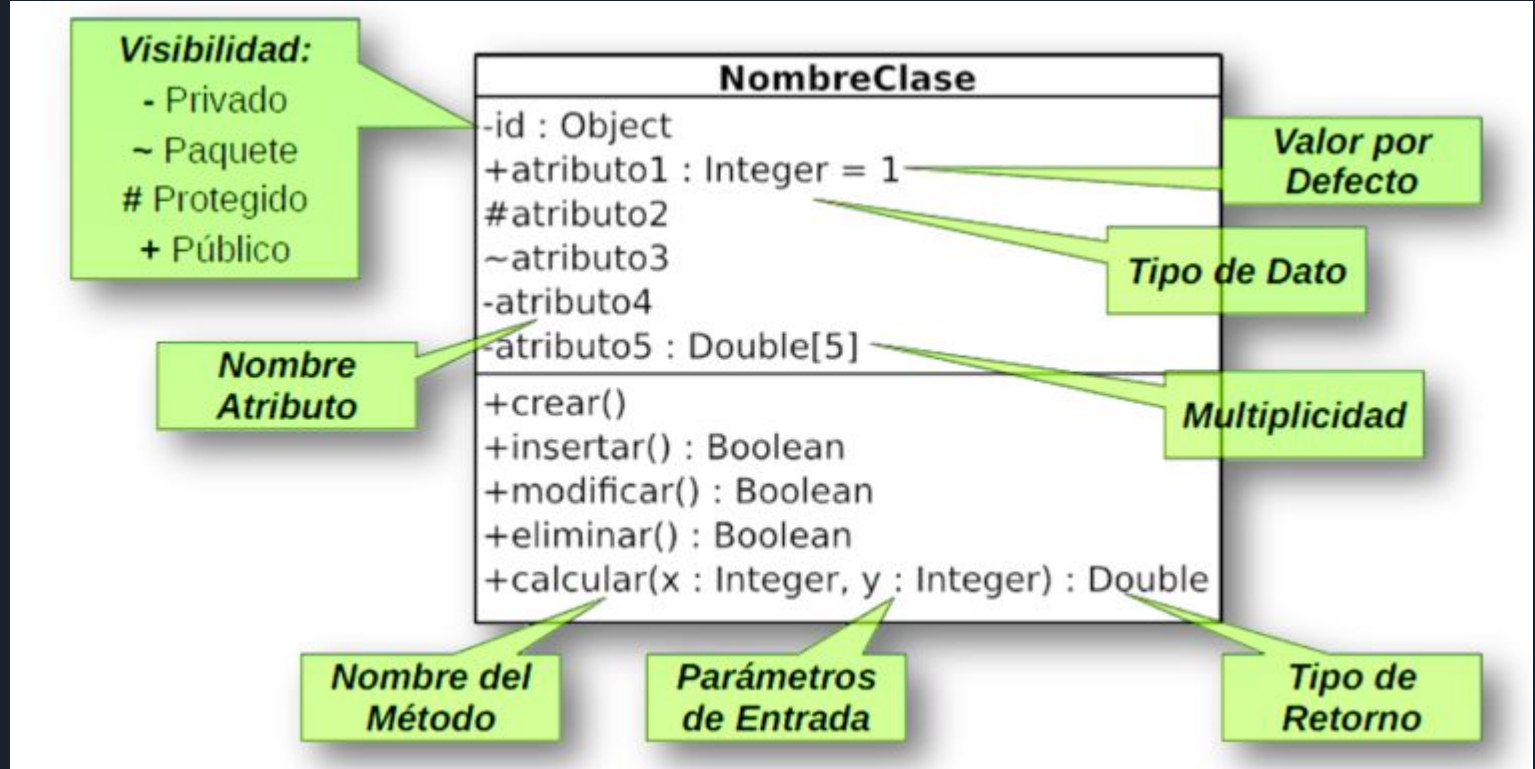 Visibilidad:
- Privado
~ Paquete
# Protegido
+ Público
NombreClase
-id : Object
+atributo1 : Integer = 1
#atributo2
~atributo3
-atributo4
-atributo5 : Double[5]
Valor por
Defecto
Tipo de Dato
Nombre
Atributo
Multiplicidad
+crear()
+insertar() : Boolean
+modificar() : Boolean
+eliminar() : Boolean
+calcular(x : Integer, y : Integer) : Double
Nombre del
Método
Parámetros
de Entrada
Tipo de
Retorno